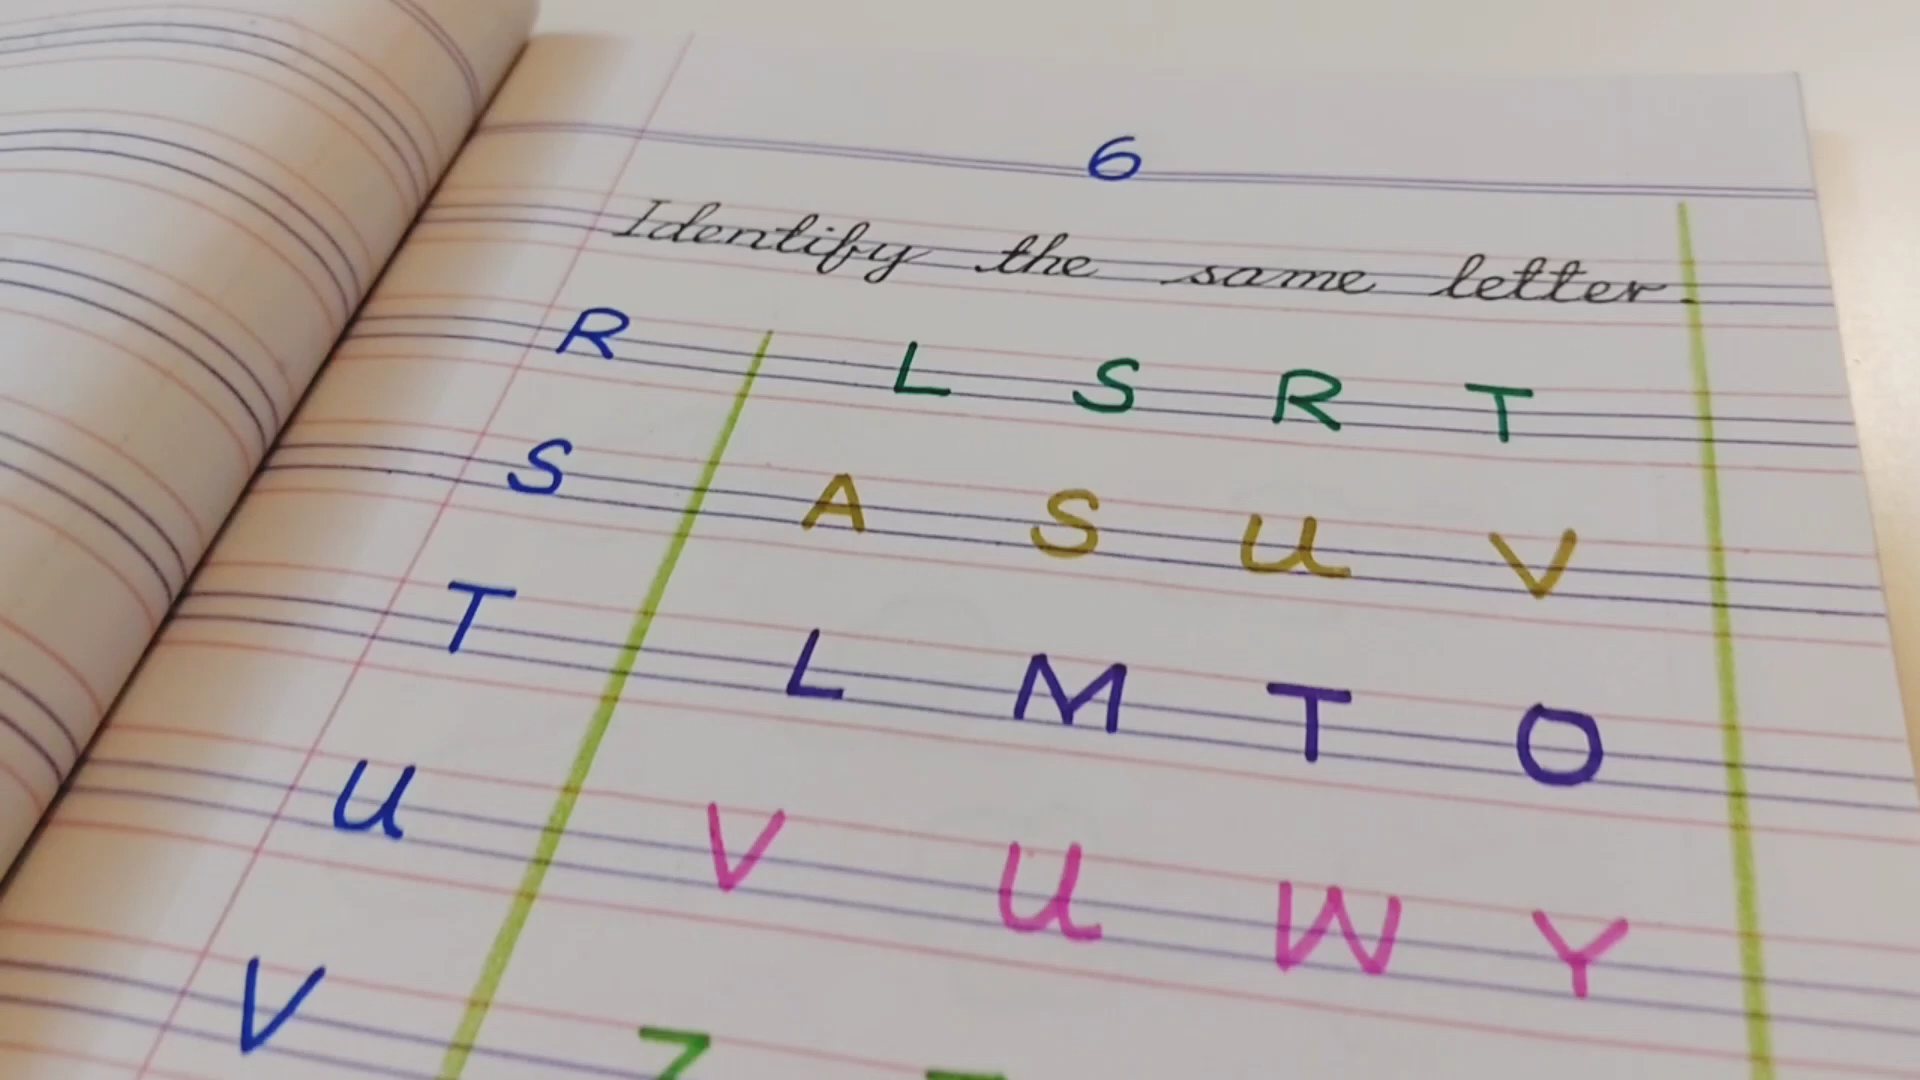 6
Identify the same letter.
R L S R T
S A S U V
T L M T O
U V U W Y
V Z